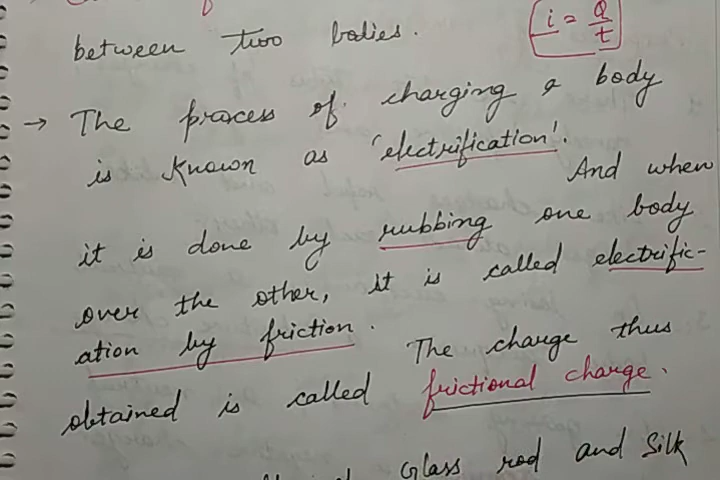 between two bodies. i = Q/t
→ The process of charging a body
is known as 'electrification'.
And when
it is done by rubbing one body
over the other, it is called electrific-
ation by friction. The charge thus
obtained is called frictional charge.
Glass rod and Silk